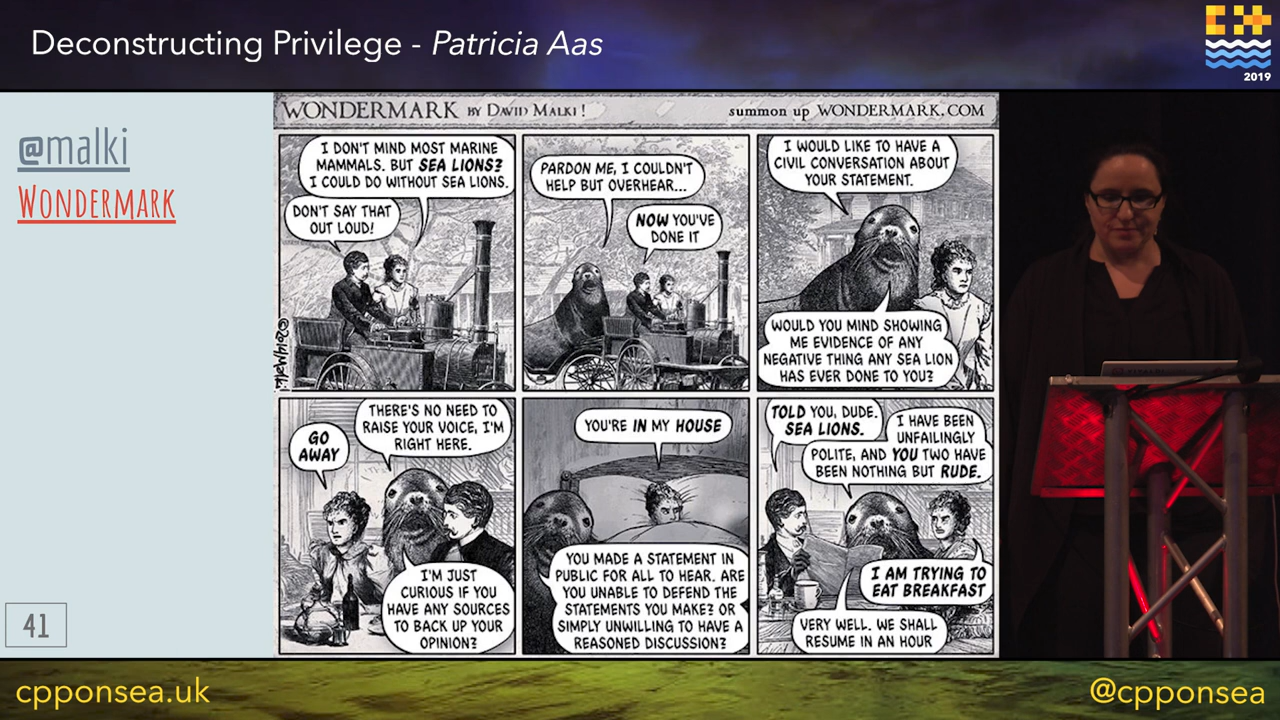 Deconstructing Privilege - Patricia Aas
2019
@malki
WONDERMARK
WONDERMARK BY DAVID MALKI !
summon up WONDERMARK.COM
I DON'T MIND MOST MARINE
MAMMALS. BUT SEA LIONS?
I COULD DO WITHOUT SEA LIONS.
DON'T SAY THAT
OUT LOUD!
PARDON ME, I COULDN'T
HELP BUT OVERHEAR...
NOW YOU'VE
DONE IT
I WOULD LIKE TO HAVE A
CIVIL CONVERSATION ABOUT
YOUR STATEMENT.
WOULD YOU MIND SHOWING
ME EVIDENCE OF ANY
NEGATIVE THING ANY SEA LION
HAS EVER DONE TO YOU?
GO
AWAY
THERE'S NO NEED TO
RAISE YOUR VOICE, I'M
RIGHT HERE.
I'M JUST
CURIOUS IF YOU
HAVE ANY SOURCES
TO BACK UP YOUR
OPINION?
YOU'RE IN MY HOUSE
YOU MADE A STATEMENT IN
PUBLIC FOR ALL TO HEAR. ARE
YOU UNABLE TO DEFEND THE
STATEMENTS YOU MAKE? OR
SIMPLY UNWILLING TO HAVE A
REASONED DISCUSSION?
TOLD YOU, DUDE.
SEA LIONS.
I HAVE BEEN
UNFAILINGLY
POLITE, AND YOU TWO HAVE
BEEN NOTHING BUT RUDE.
I AM TRYING TO
EAT BREAKFAST
VERY WELL. WE SHALL
RESUME IN AN HOUR
41
cpponsea.uk
@cpponsea